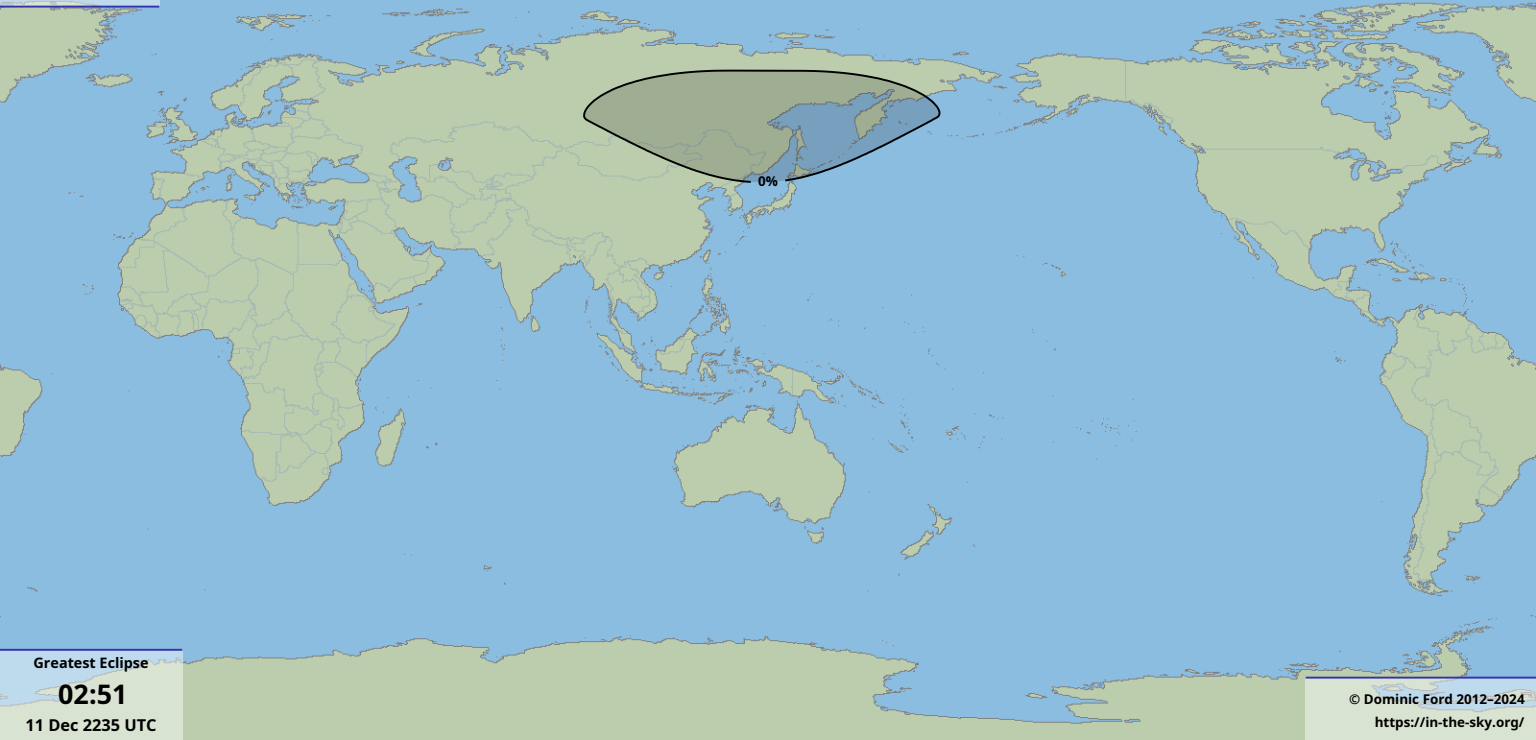 0%
Greatest Eclipse
02:51
11 Dec 2235 UTC
© Dominic Ford 2012–2024
https://in-the-sky.org/